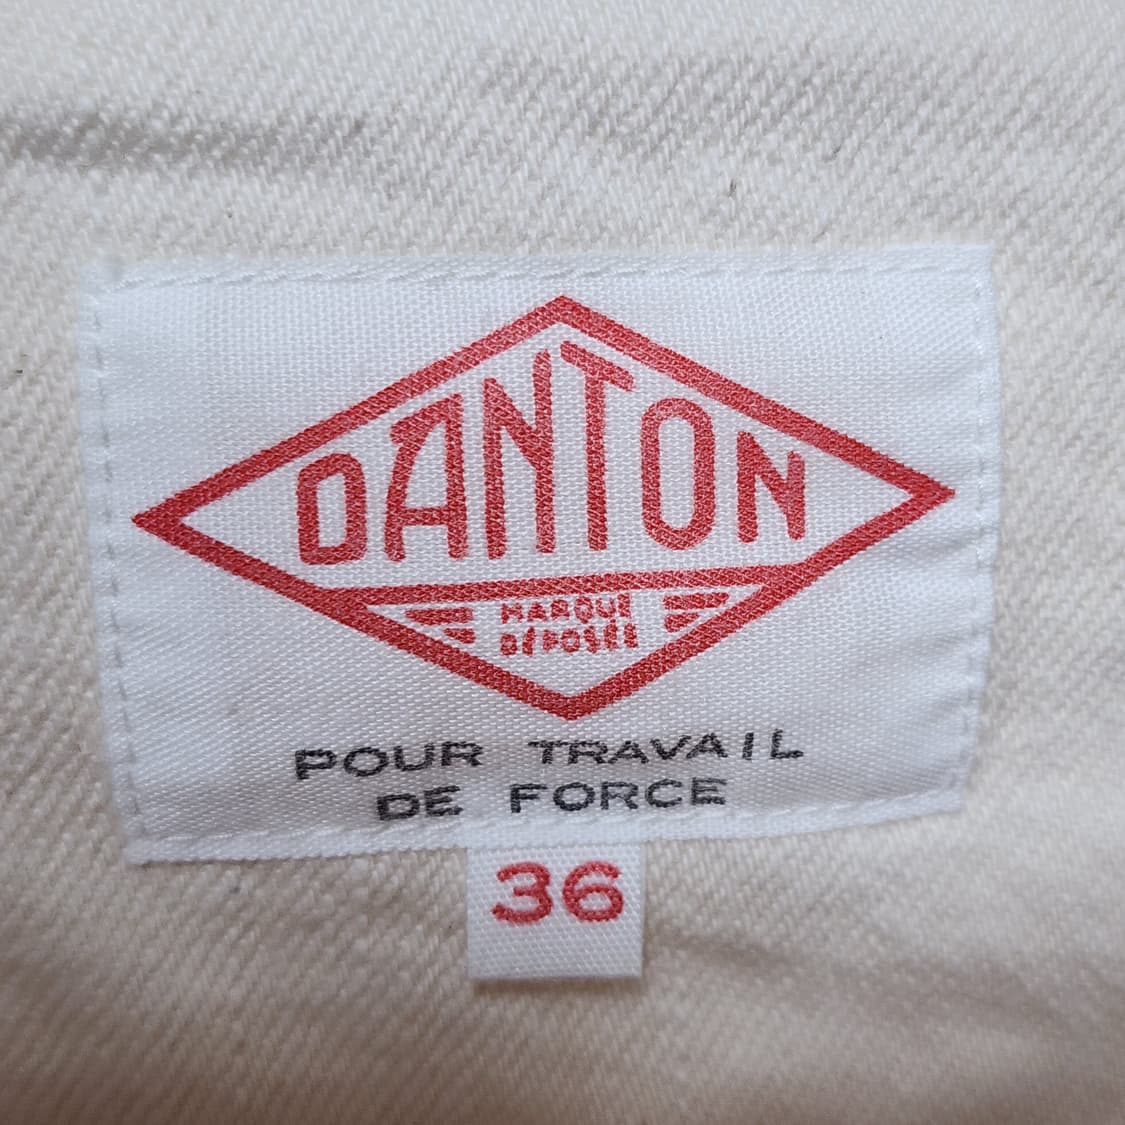 DANTON
MARQUE
DÉPOSÉE
POUR TRAVAIL
DE FORCE
36